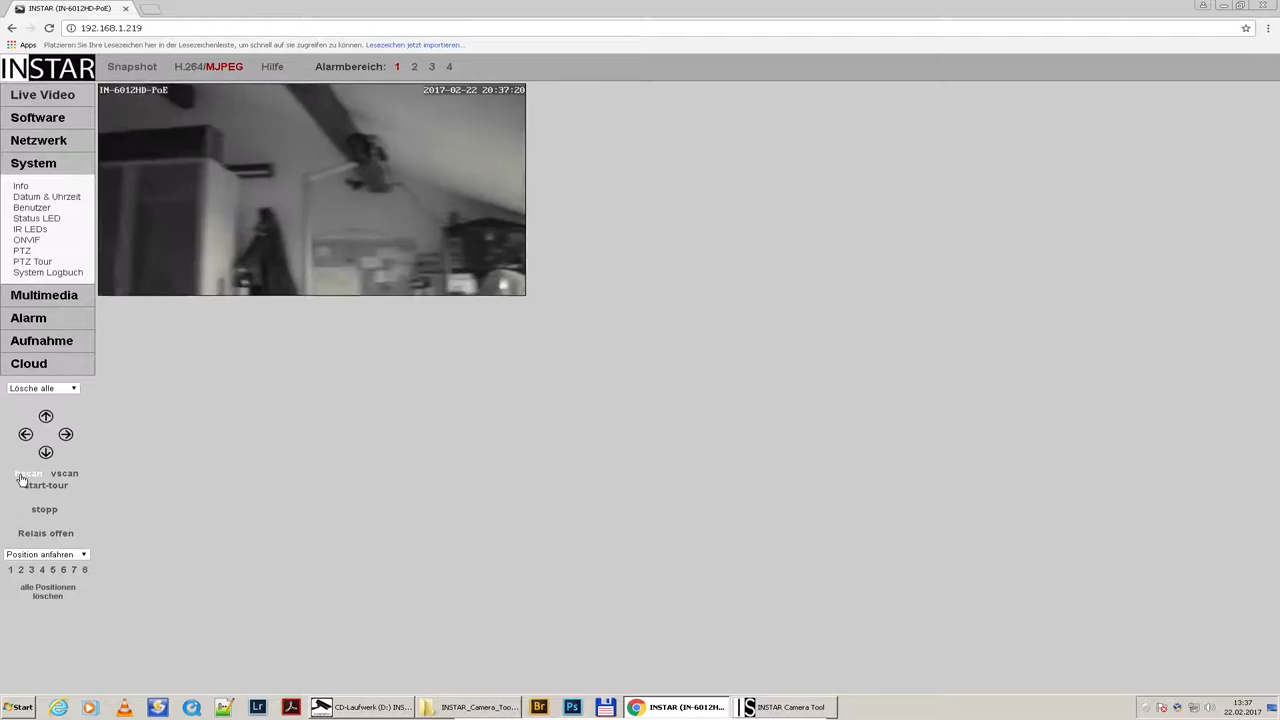 INSTAR (IN-6012HD-PoE)
192.168.1.219
Apps Platzieren Sie Ihre Lesezeichen hier in der Lesezeichenleiste, um schnell auf sie zugreifen zu können. Lesezeichen jetzt importieren...
INSTAR Snapshot H.264/MJPEG Hilfe Alarmbereich: 1 2 3 4
IN-6012HD-PoE 2017-02-22 20:37:20
Live Video
Software
Netzwerk
System
Info
Datum & Uhrzeit
Benutzer
Status LED
IR LEDs
ONVIF
PTZ
PTZ Tour
System Logbuch
Multimedia
Alarm
Aufnahme
Cloud
Lösche alle
hscan vscan
start-tour
stopp
Relais offen
Position anfahren
1 2 3 4 5 6 7 8
alle Positionen
löschen
Start Lr CD-Laufwerk (D:) INS... INSTAR_Camera_Too... Br Ps INSTAR (IN-6012H... INSTAR Camera Tool 13:37
22.02.2017